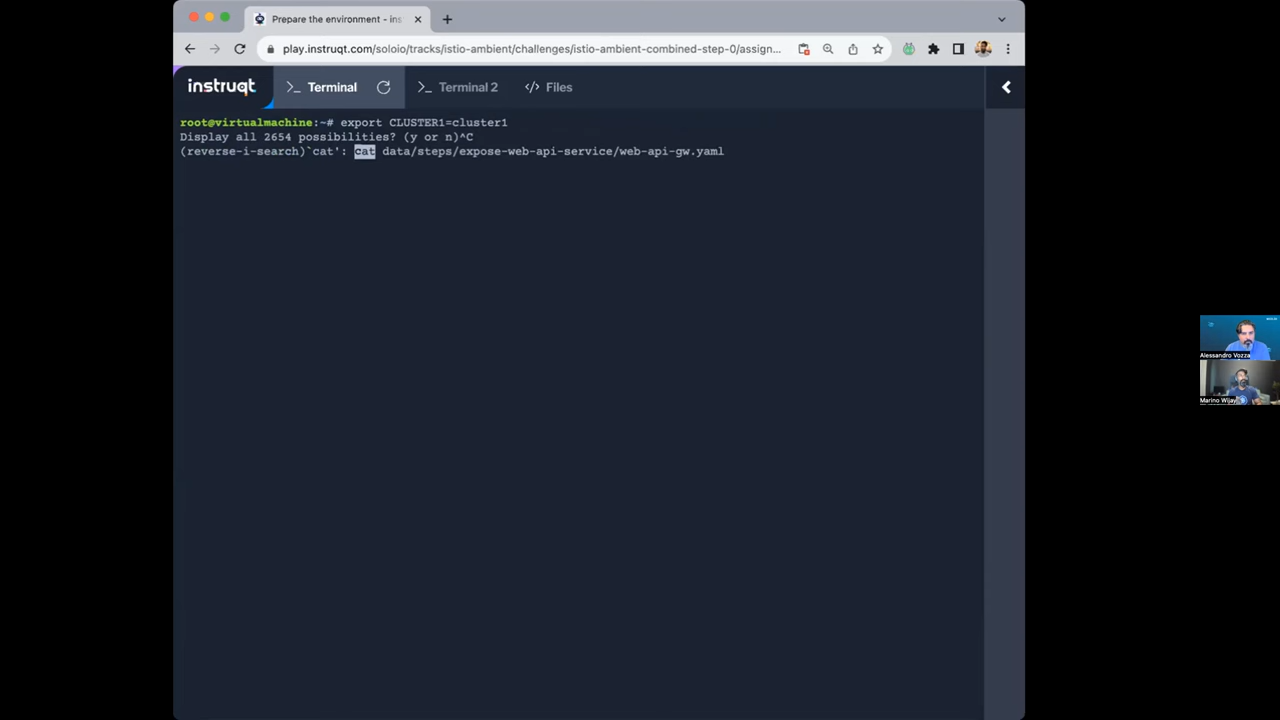 Prepare the environment - ins
play.instruqt.com/soloio/tracks/istio-ambient/challenges/istio-ambient-combined-step-0/assign...
instruqt
>_ Terminal
>_ Terminal 2
</> Files
root@virtualmachine:~# export CLUSTER1=cluster1
Display all 2654 possibilities? (y or n)^C
(reverse-i-search)`cat': cat data/steps/expose-web-api-service/web-api-gw.yaml
Alessandro Vozza
Marino Wijay